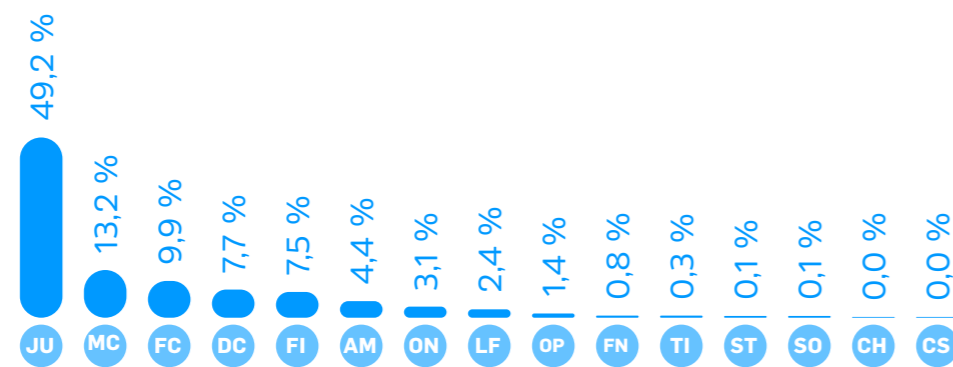 49,2 %
13,2 %
9,9 %
7,7 %
7,5 %
4,4 %
3,1 %
2,4 %
1,4 %
0,8 %
0,3 %
0,1 %
0,1 %
0,0 %
0,0 %
JU
MC
FC
DC
FI
AM
ON
LF
OP
FN
TI
ST
SO
CH
CS